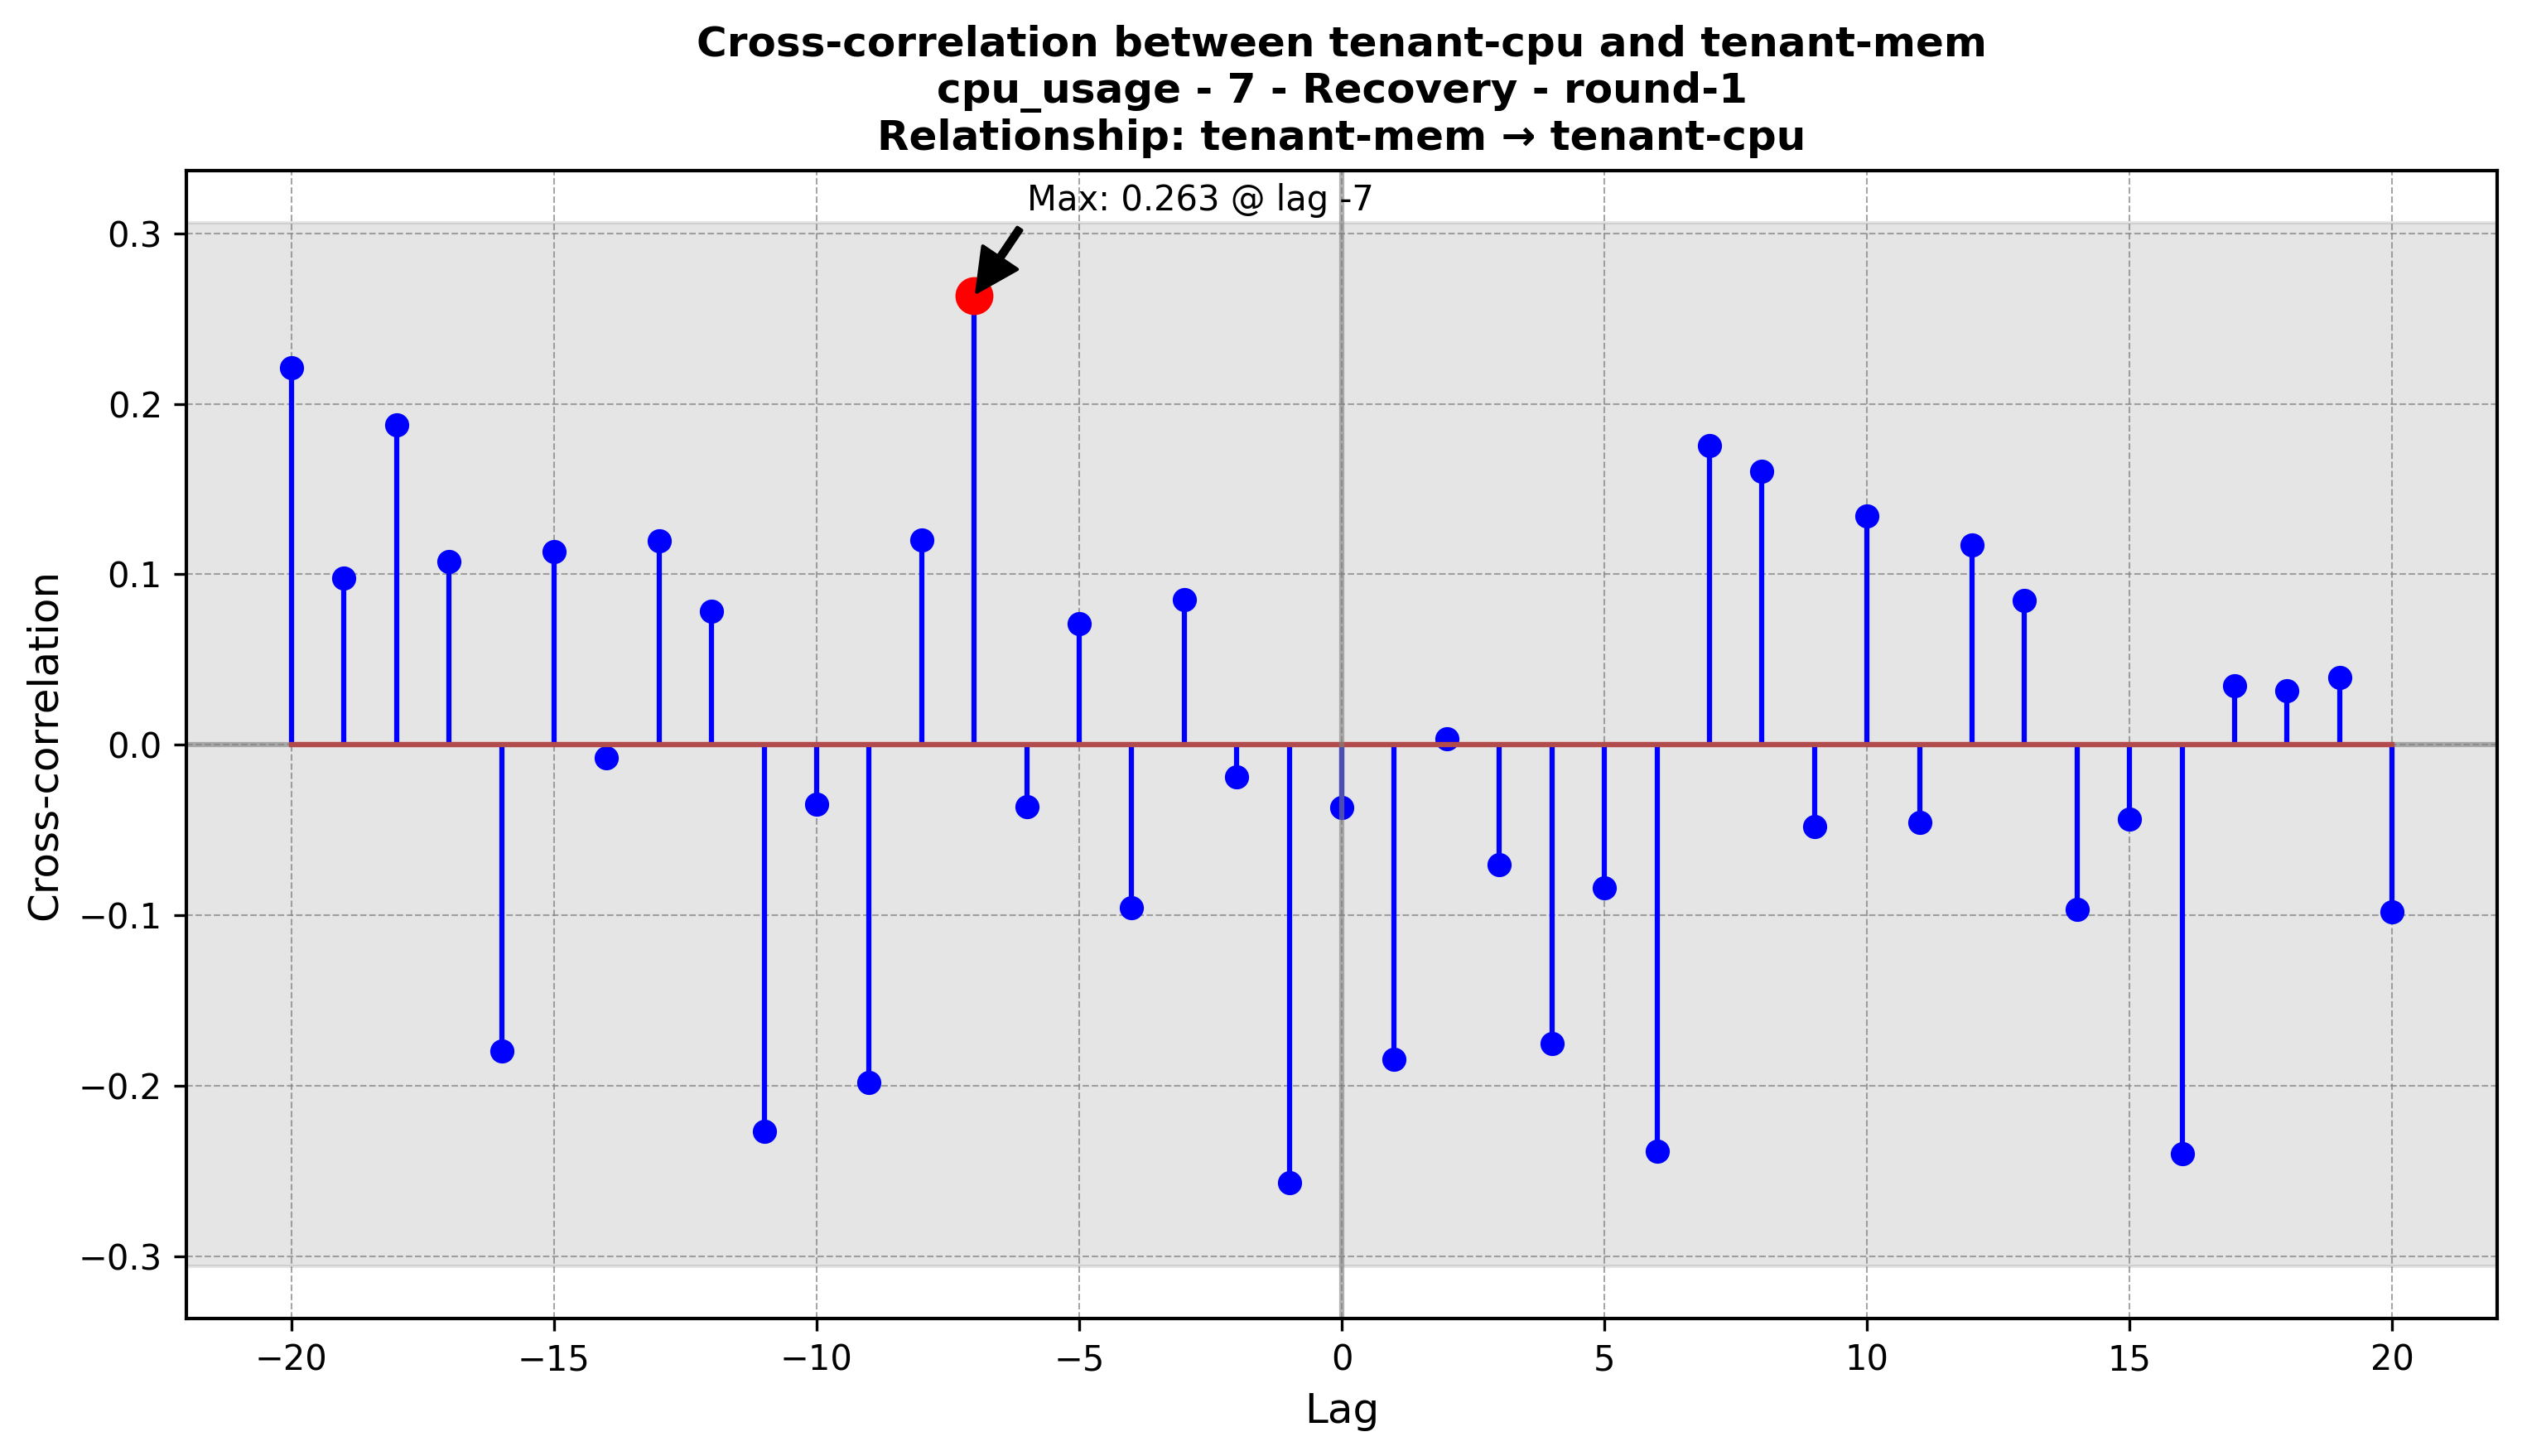 Cross-correlation between tenant-cpu and tenant-mem
cpu_usage - 7 - Recovery - round-1
Relationship: tenant-mem → tenant-cpu
Max: 0.263 @ lag -7
Cross-correlation
0.3
0.2
0.1
0.0
−0.1
−0.2
−0.3
−20
−15
−10
−5
0
5
10
15
20
Lag